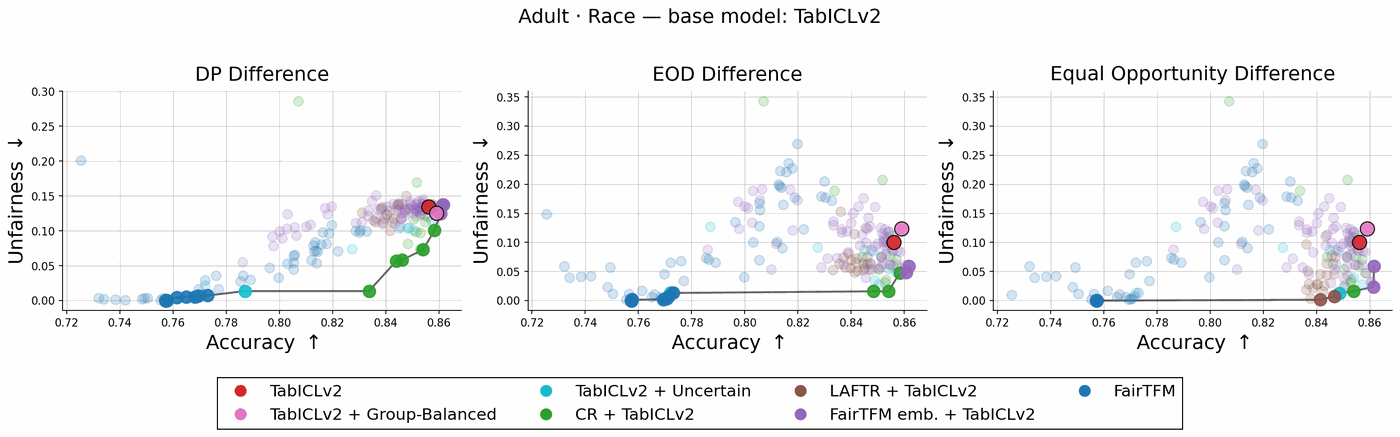 Adult · Race — base model: TabICLv2
DP Difference
EOD Difference
Equal Opportunity Difference
Unfairness ↓
0.30
0.25
0.20
0.15
0.10
0.05
0.00
0.72 0.74 0.76 0.78 0.80 0.82 0.84 0.86
Accuracy ↑
Unfairness ↓
0.35
0.30
0.25
0.20
0.15
0.10
0.05
0.00
0.72 0.74 0.76 0.78 0.80 0.82 0.84 0.86
Accuracy ↑
Unfairness ↓
0.35
0.30
0.25
0.20
0.15
0.10
0.05
0.00
0.72 0.74 0.76 0.78 0.80 0.82 0.84 0.86
Accuracy ↑
TabICLv2
TabICLv2 + Group-Balanced
TabICLv2 + Uncertain
CR + TabICLv2
LAFTR + TabICLv2
FairTFM emb. + TabICLv2
FairTFM